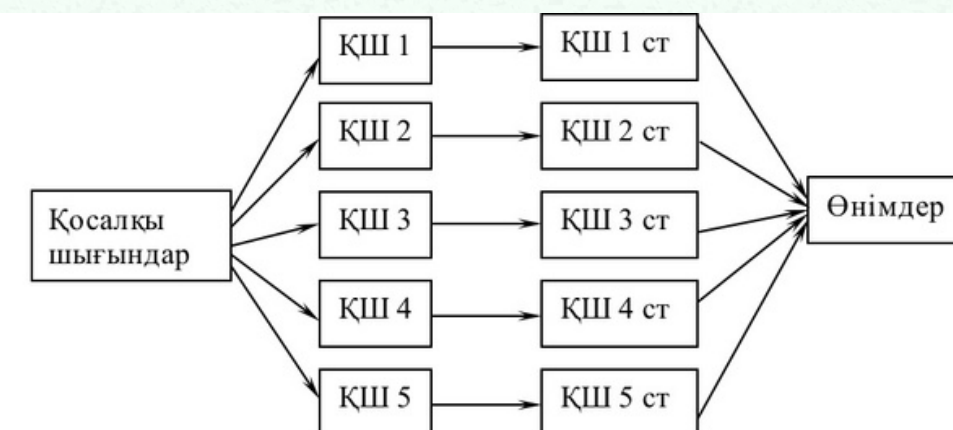 ҚШ 1
ҚШ 1 ст
ҚШ 2
ҚШ 2 ст
Қосалқы
шығындар
ҚШ 3
ҚШ 3 ст
Өнімдер
ҚШ 4
ҚШ 4 ст
ҚШ 5
ҚШ 5 ст